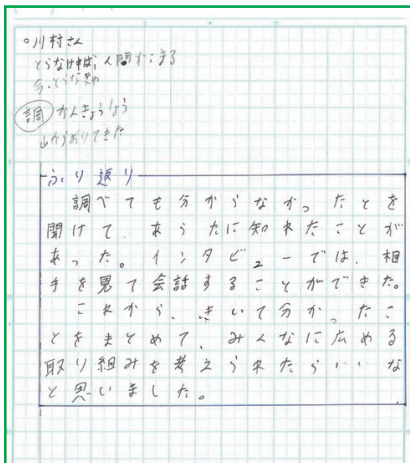 ○川村さん
とらなければ、人間がこまる
今、とらな
調 かんきょう
山からおりてきた
ふり返り
調べても分からなかったとを
聞けて、あらたに知れたことが
あった。インタビューでは、相
手を見て会話することができた。
これから、きいて分かったこ
とをまとめて、みんなに広める
取り組みを考えられたらいいな
と思いました。